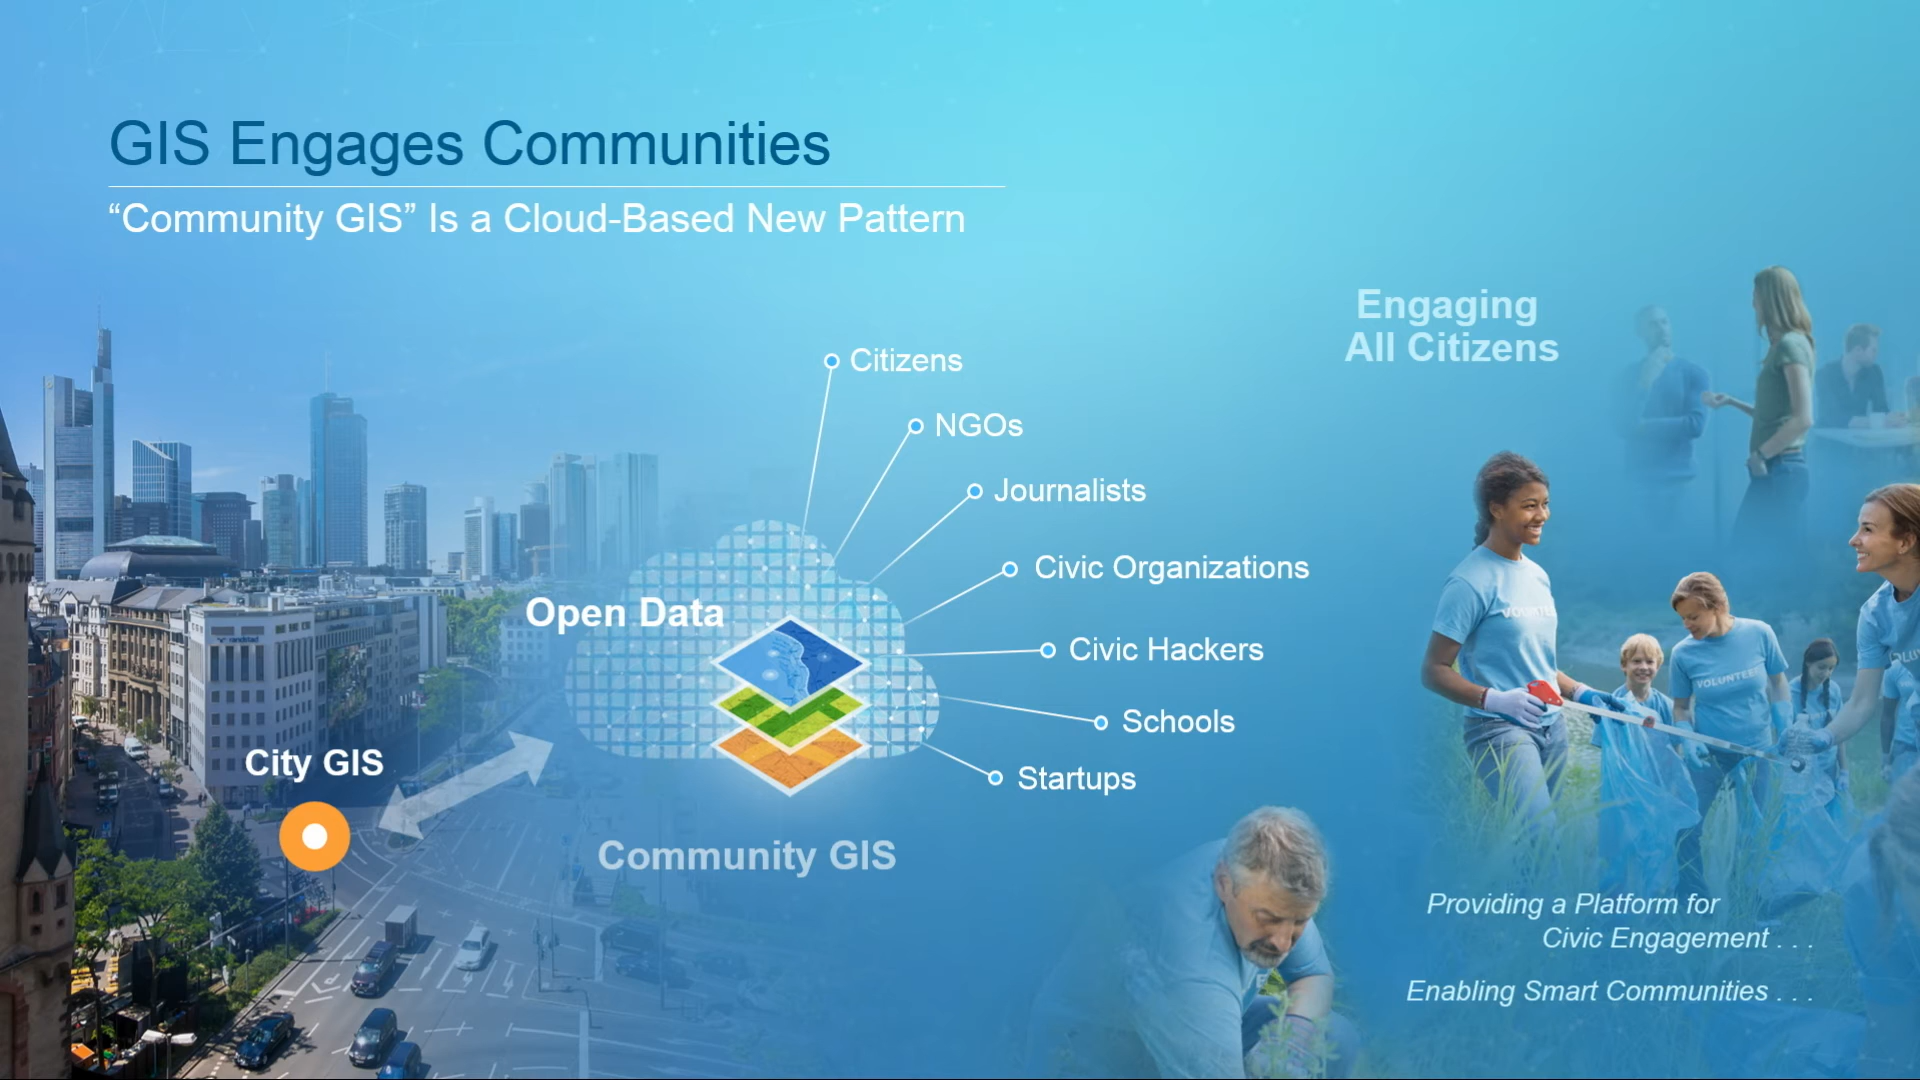 GIS Engages Communities
“Community GIS” Is a Cloud-Based New Pattern
Engaging
All Citizens
Citizens
NGOs
Journalists
Civic Organizations
Civic Hackers
Schools
Startups
Open Data
City GIS
Community GIS
VOLUNTEER
Providing a Platform for
Civic Engagement . . .
Enabling Smart Communities . . .